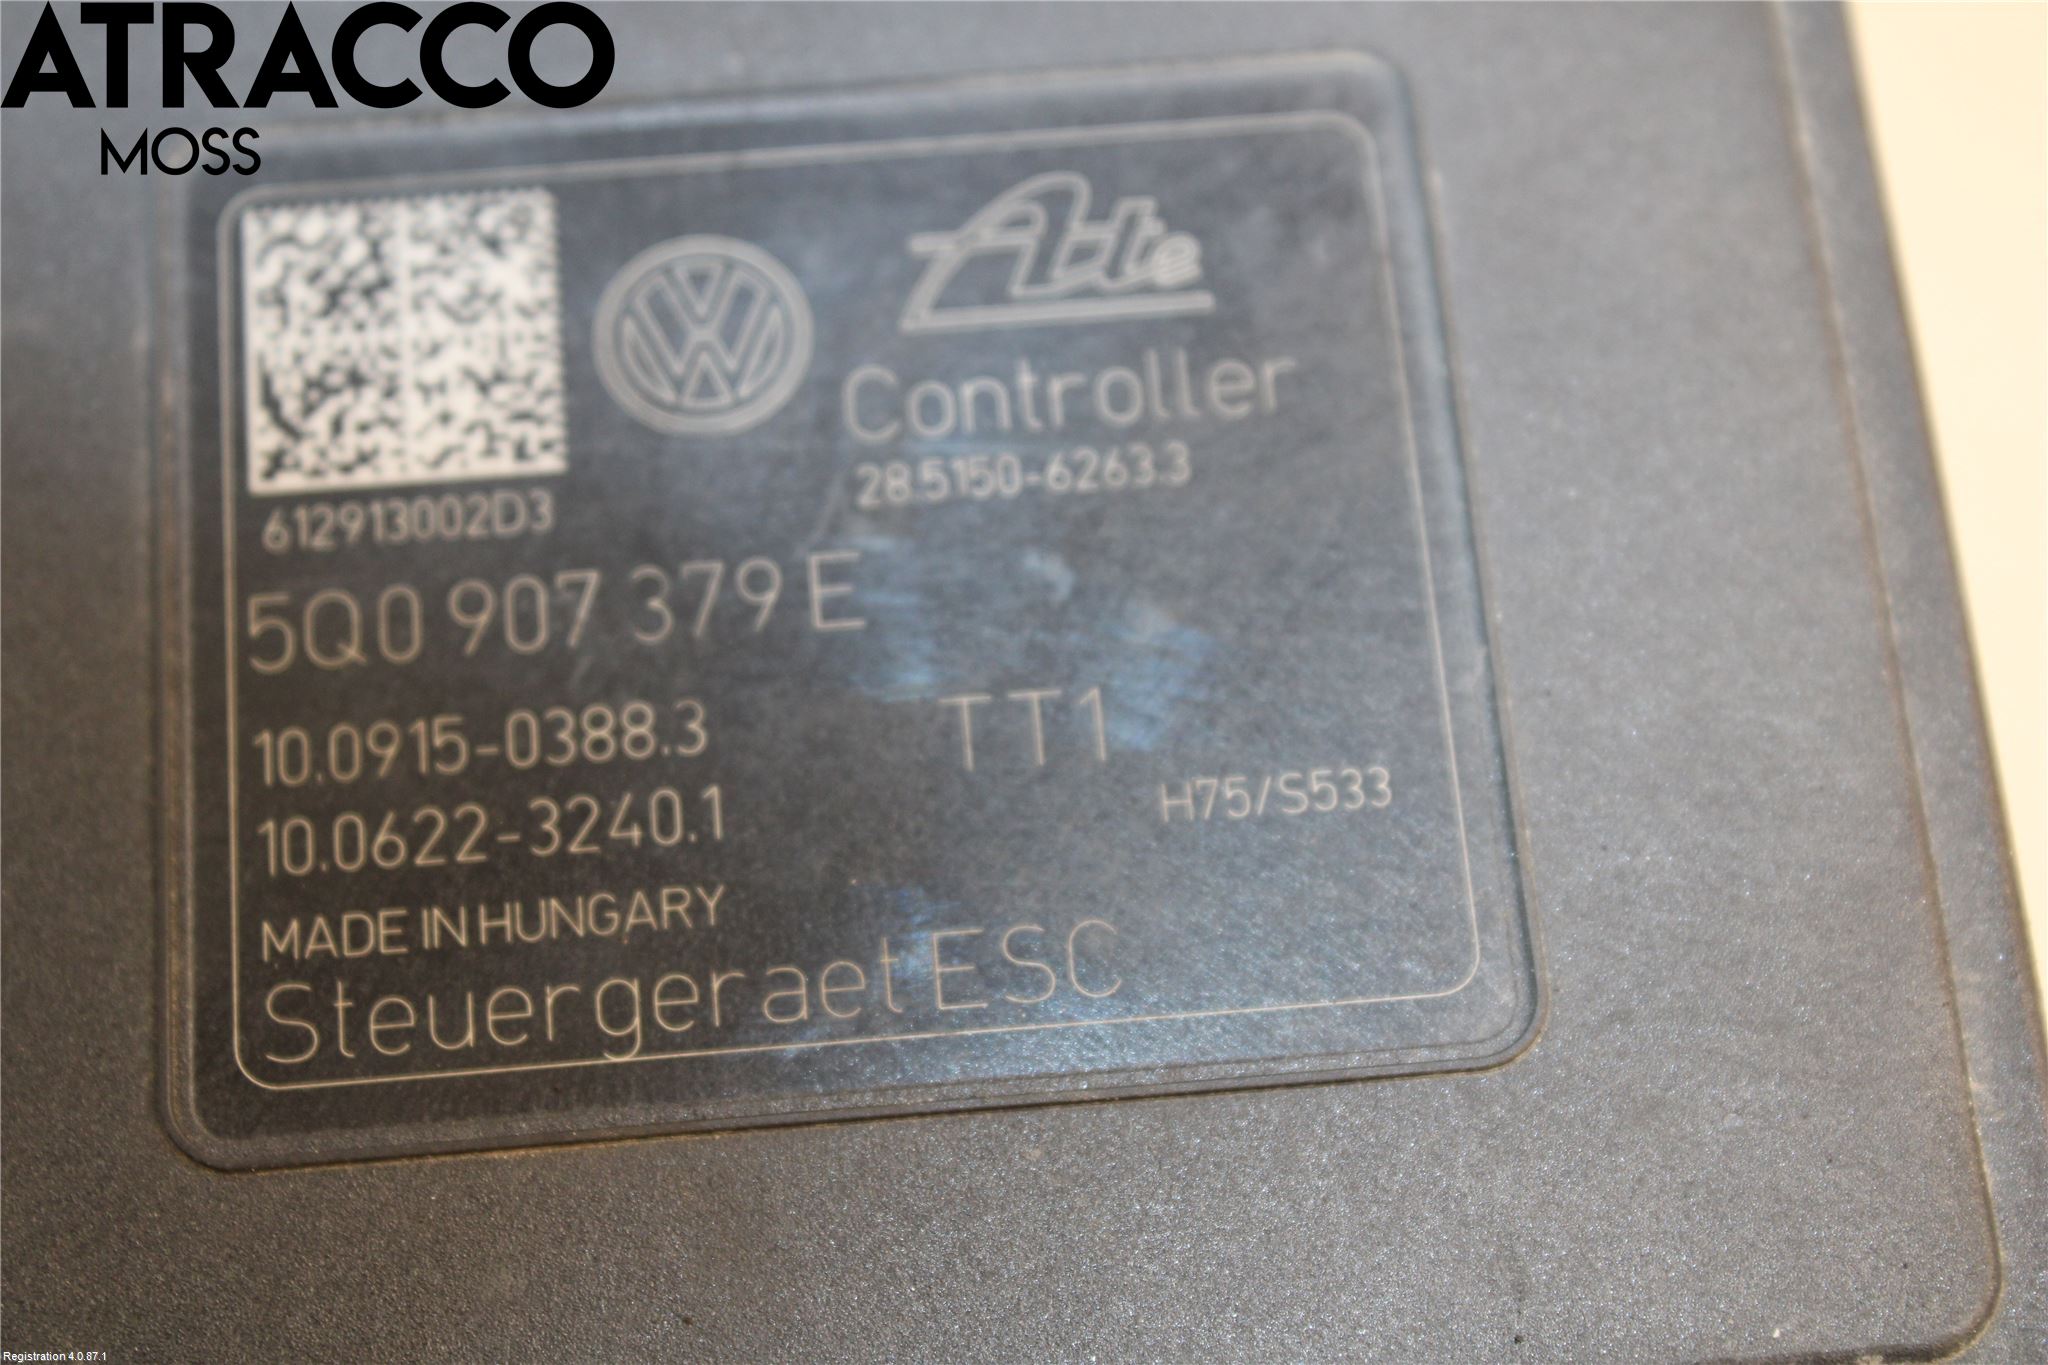 ATRACCO
MOSS
Ate
Controller
28.5150-6263.3
612913002D3
5Q0 907 379 E
10.0915-0388.3
TT1
10.0622-3240.1
H75/S533
MADE IN HUNGARY
Steuergeraet ESC
Registration 4.0.87.1